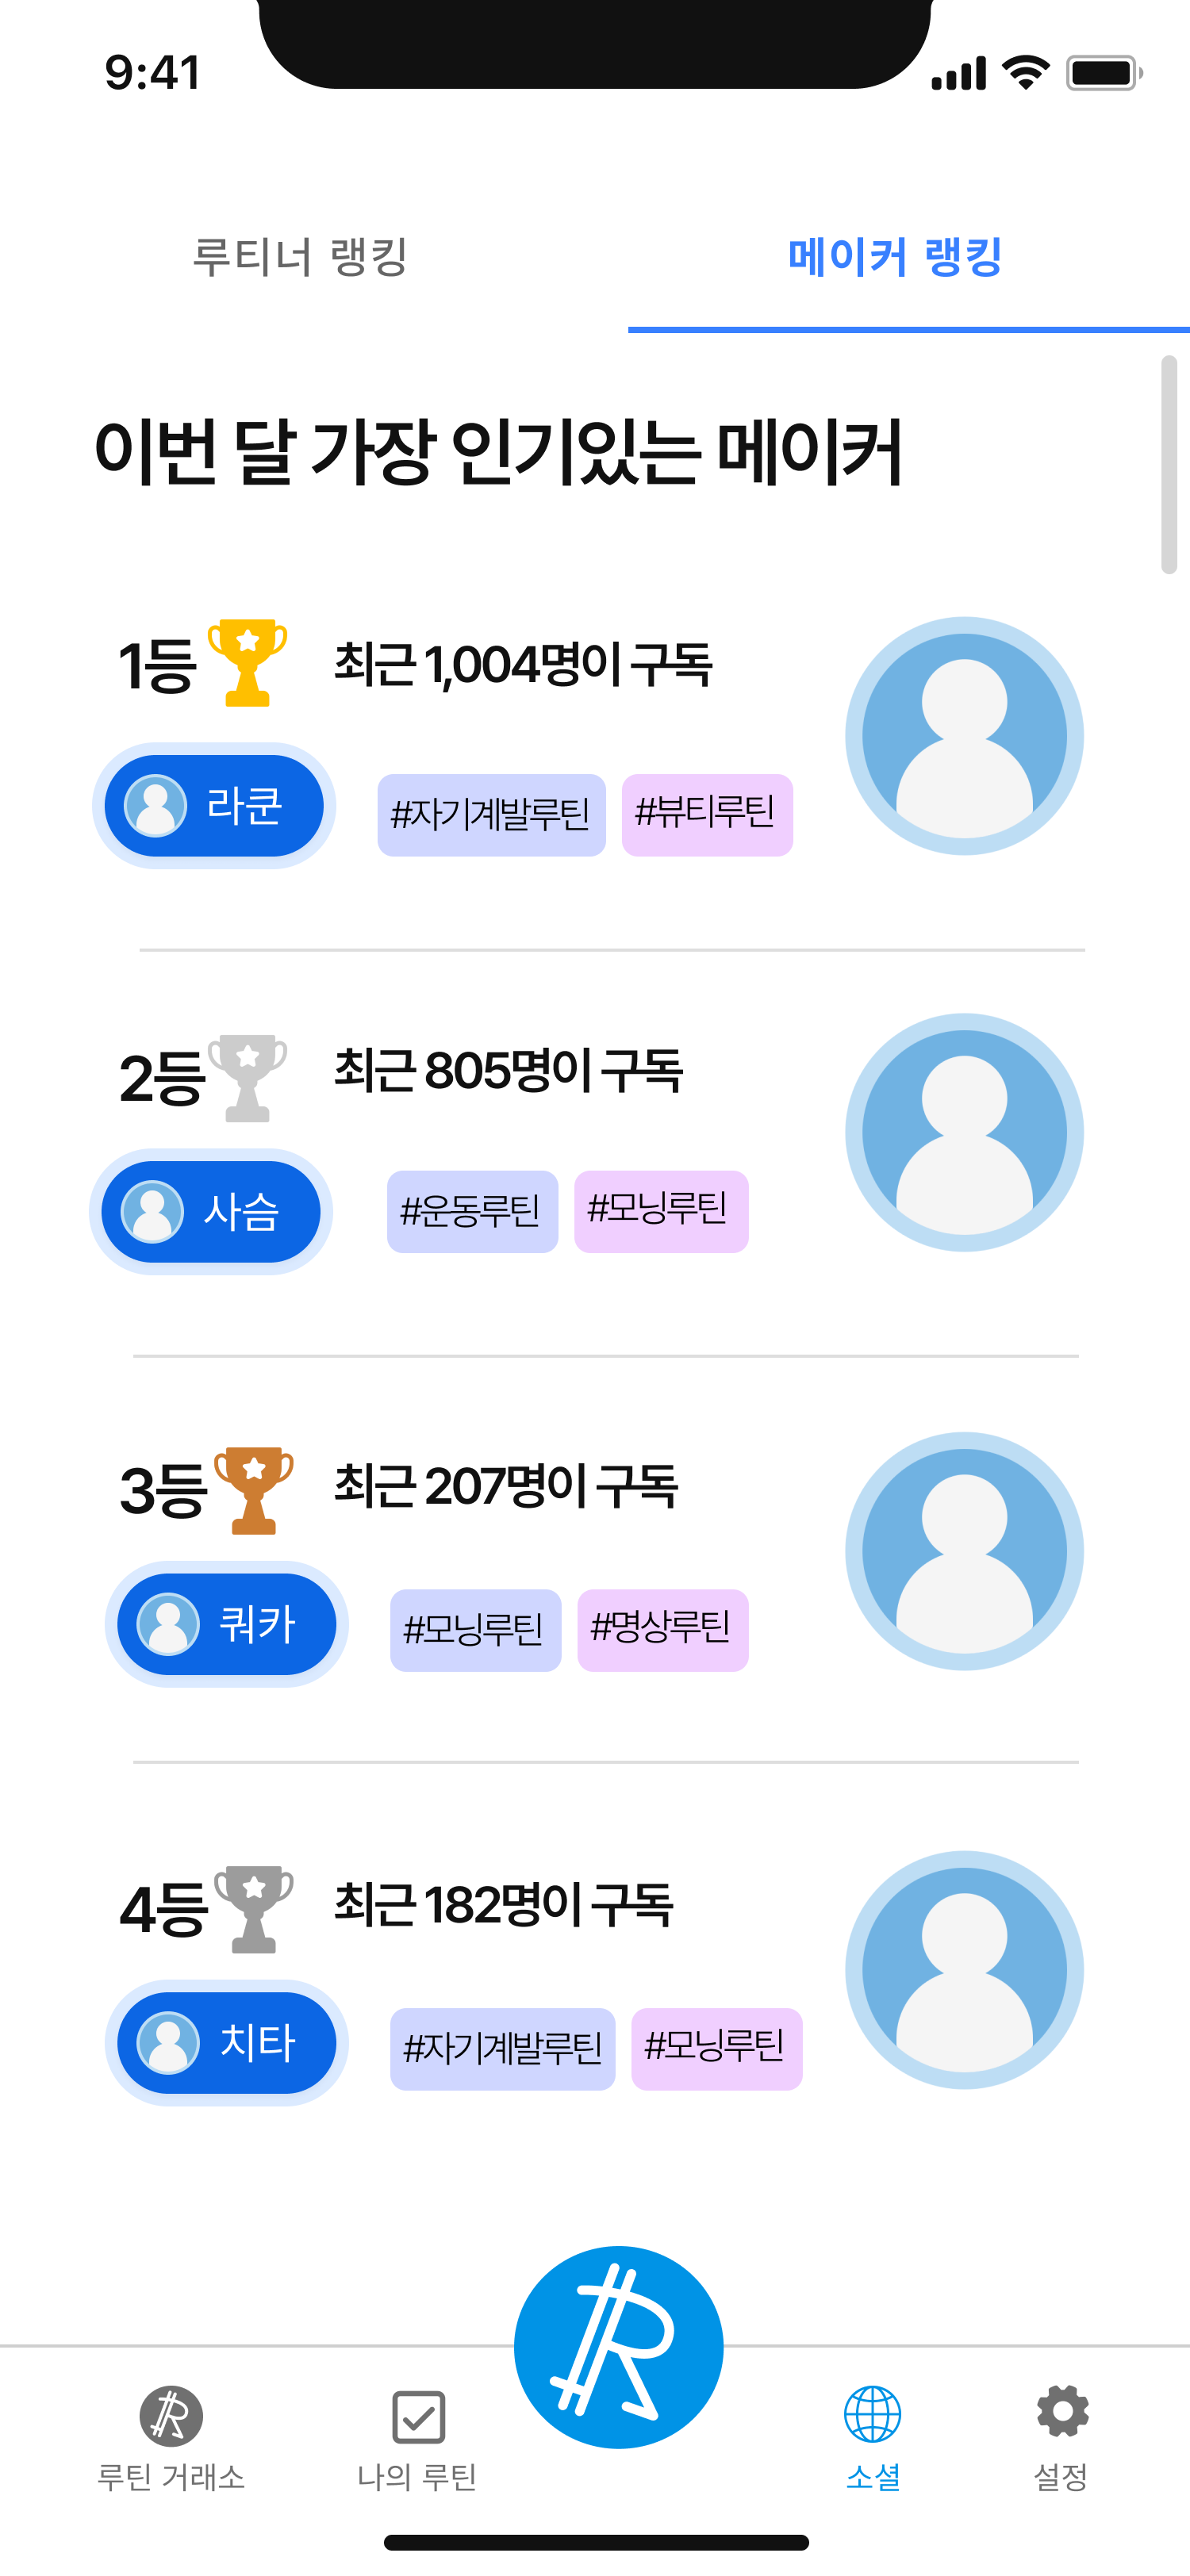 9:41
루티너 랭킹
메이커 랭킹
이번 달 가장 인기있는 메이커
1등
최근 1,004명이 구독
라쿤
#자기계발루틴
#뷰티루틴
2등
최근 805명이 구독
사슴
#운동루틴
#모닝루틴
3등
최근 207명이 구독
쿼카
#모닝루틴
#명상루틴
4등
최근 182명이 구독
치타
#자기계발루틴
#모닝루틴
루틴 거래소
나의 루틴
소셜
설정